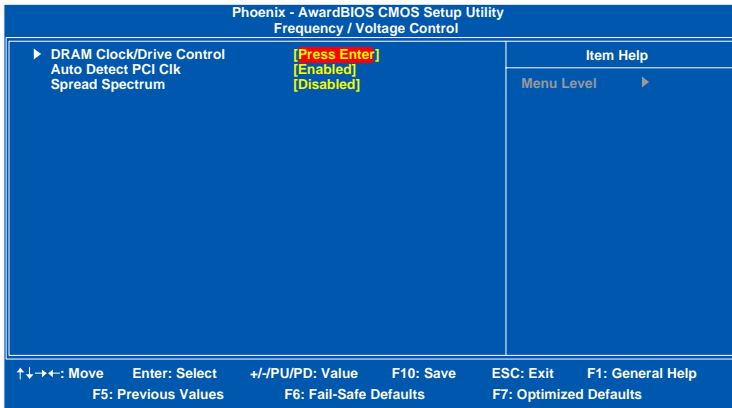 Phoenix - AwardBIOS CMOS Setup Utility
Frequency / Voltage Control
▶ DRAM Clock/Drive Control [Press Enter]
Auto Detect PCI Clk [Enabled]
Spread Spectrum [Disabled]
Item Help
Menu Level ▶
↑↓→←: Move Enter: Select +/-/PU/PD: Value F10: Save ESC: Exit F1: General Help
F5: Previous Values F6: Fail-Safe Defaults F7: Optimized Defaults